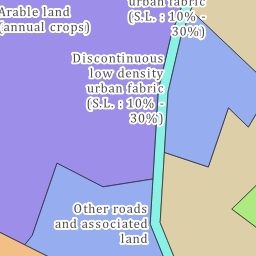 urban fabric
(S.L. : 10% -
30%)
Arable land
(annual crops)
Discontinuous
low density
urban fabric
(S.L. : 10% -
30%)
Other roads
and associated
land